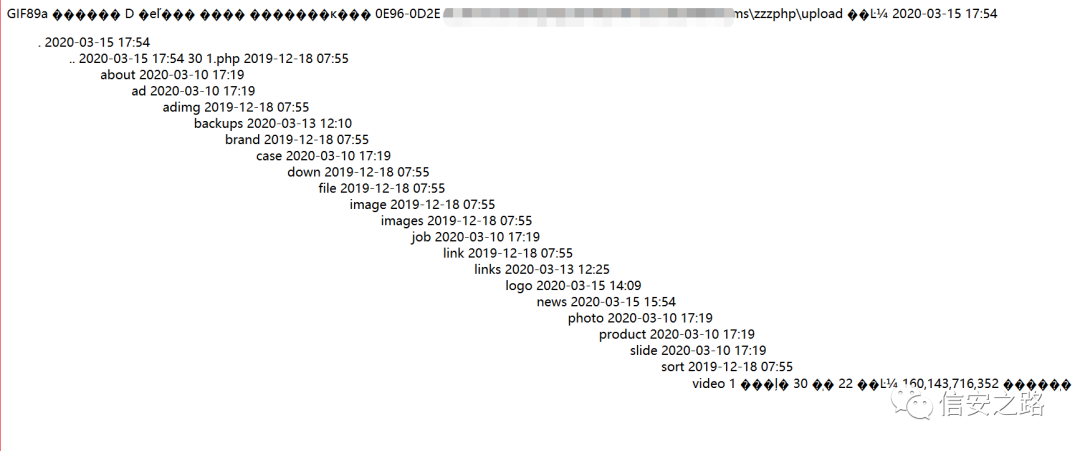 GIF89a ������ D �eľ��� ���� �������к��� 0E96-0D2E ms\zzzphp\upload ��Ŀ¼ 2020-03-15 17:54
. 2020-03-15 17:54
.. 2020-03-15 17:54 30 1.php 2019-12-18 07:55
about 2020-03-10 17:19
ad 2020-03-10 17:19
adimg 2019-12-18 07:55
backups 2020-03-13 12:10
brand 2019-12-18 07:55
case 2020-03-10 17:19
down 2019-12-18 07:55
file 2019-12-18 07:55
image 2019-12-18 07:55
images 2019-12-18 07:55
job 2020-03-10 17:19
link 2019-12-18 07:55
links 2020-03-13 12:25
logo 2020-03-15 14:09
news 2020-03-15 15:54
photo 2020-03-10 17:19
product 2020-03-10 17:19
slide 2020-03-10 17:19
sort 2019-12-18 07:55
video 1 ���ļ� 30 �ֽ� 22 ��Ŀ¼ 160,143,716,352 ������
信安之路